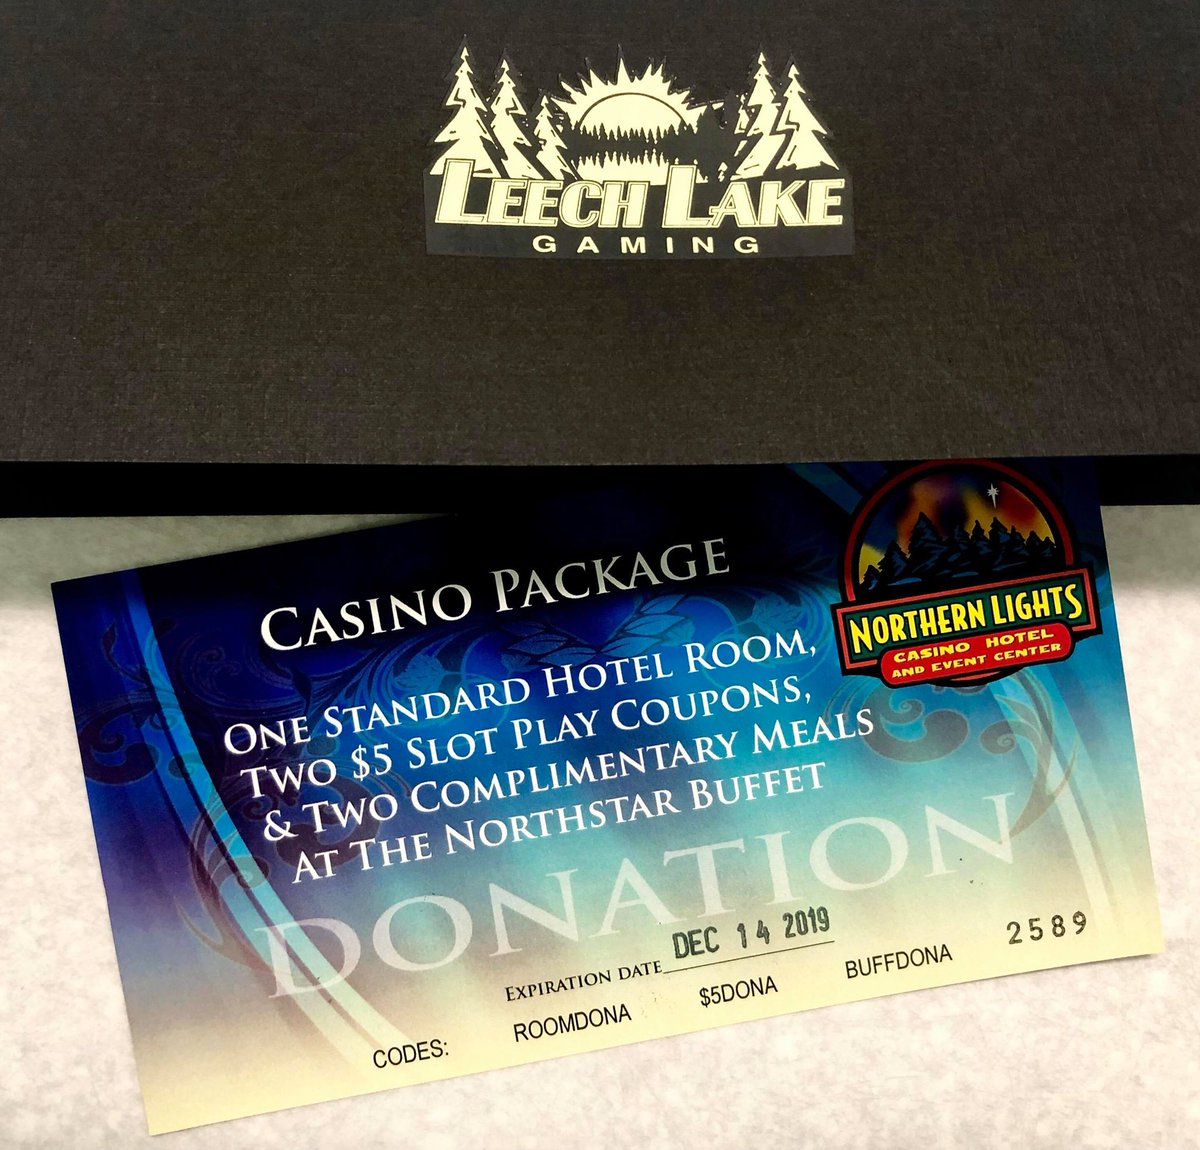 LEECH LAKE
GAMING
CASINO PACKAGE
NORTHERN LIGHTS
CASINO HOTEL
AND EVENT CENTER
ONE STANDARD HOTEL ROOM,
TWO $5 SLOT PLAY COUPONS,
& TWO COMPLIMENTARY MEALS
AT THE NORTHSTAR BUFFET
DONATION
EXPIRATION DATE DEC 14 2019
CODES: ROOMDONA $5DONA BUFFDONA 2589